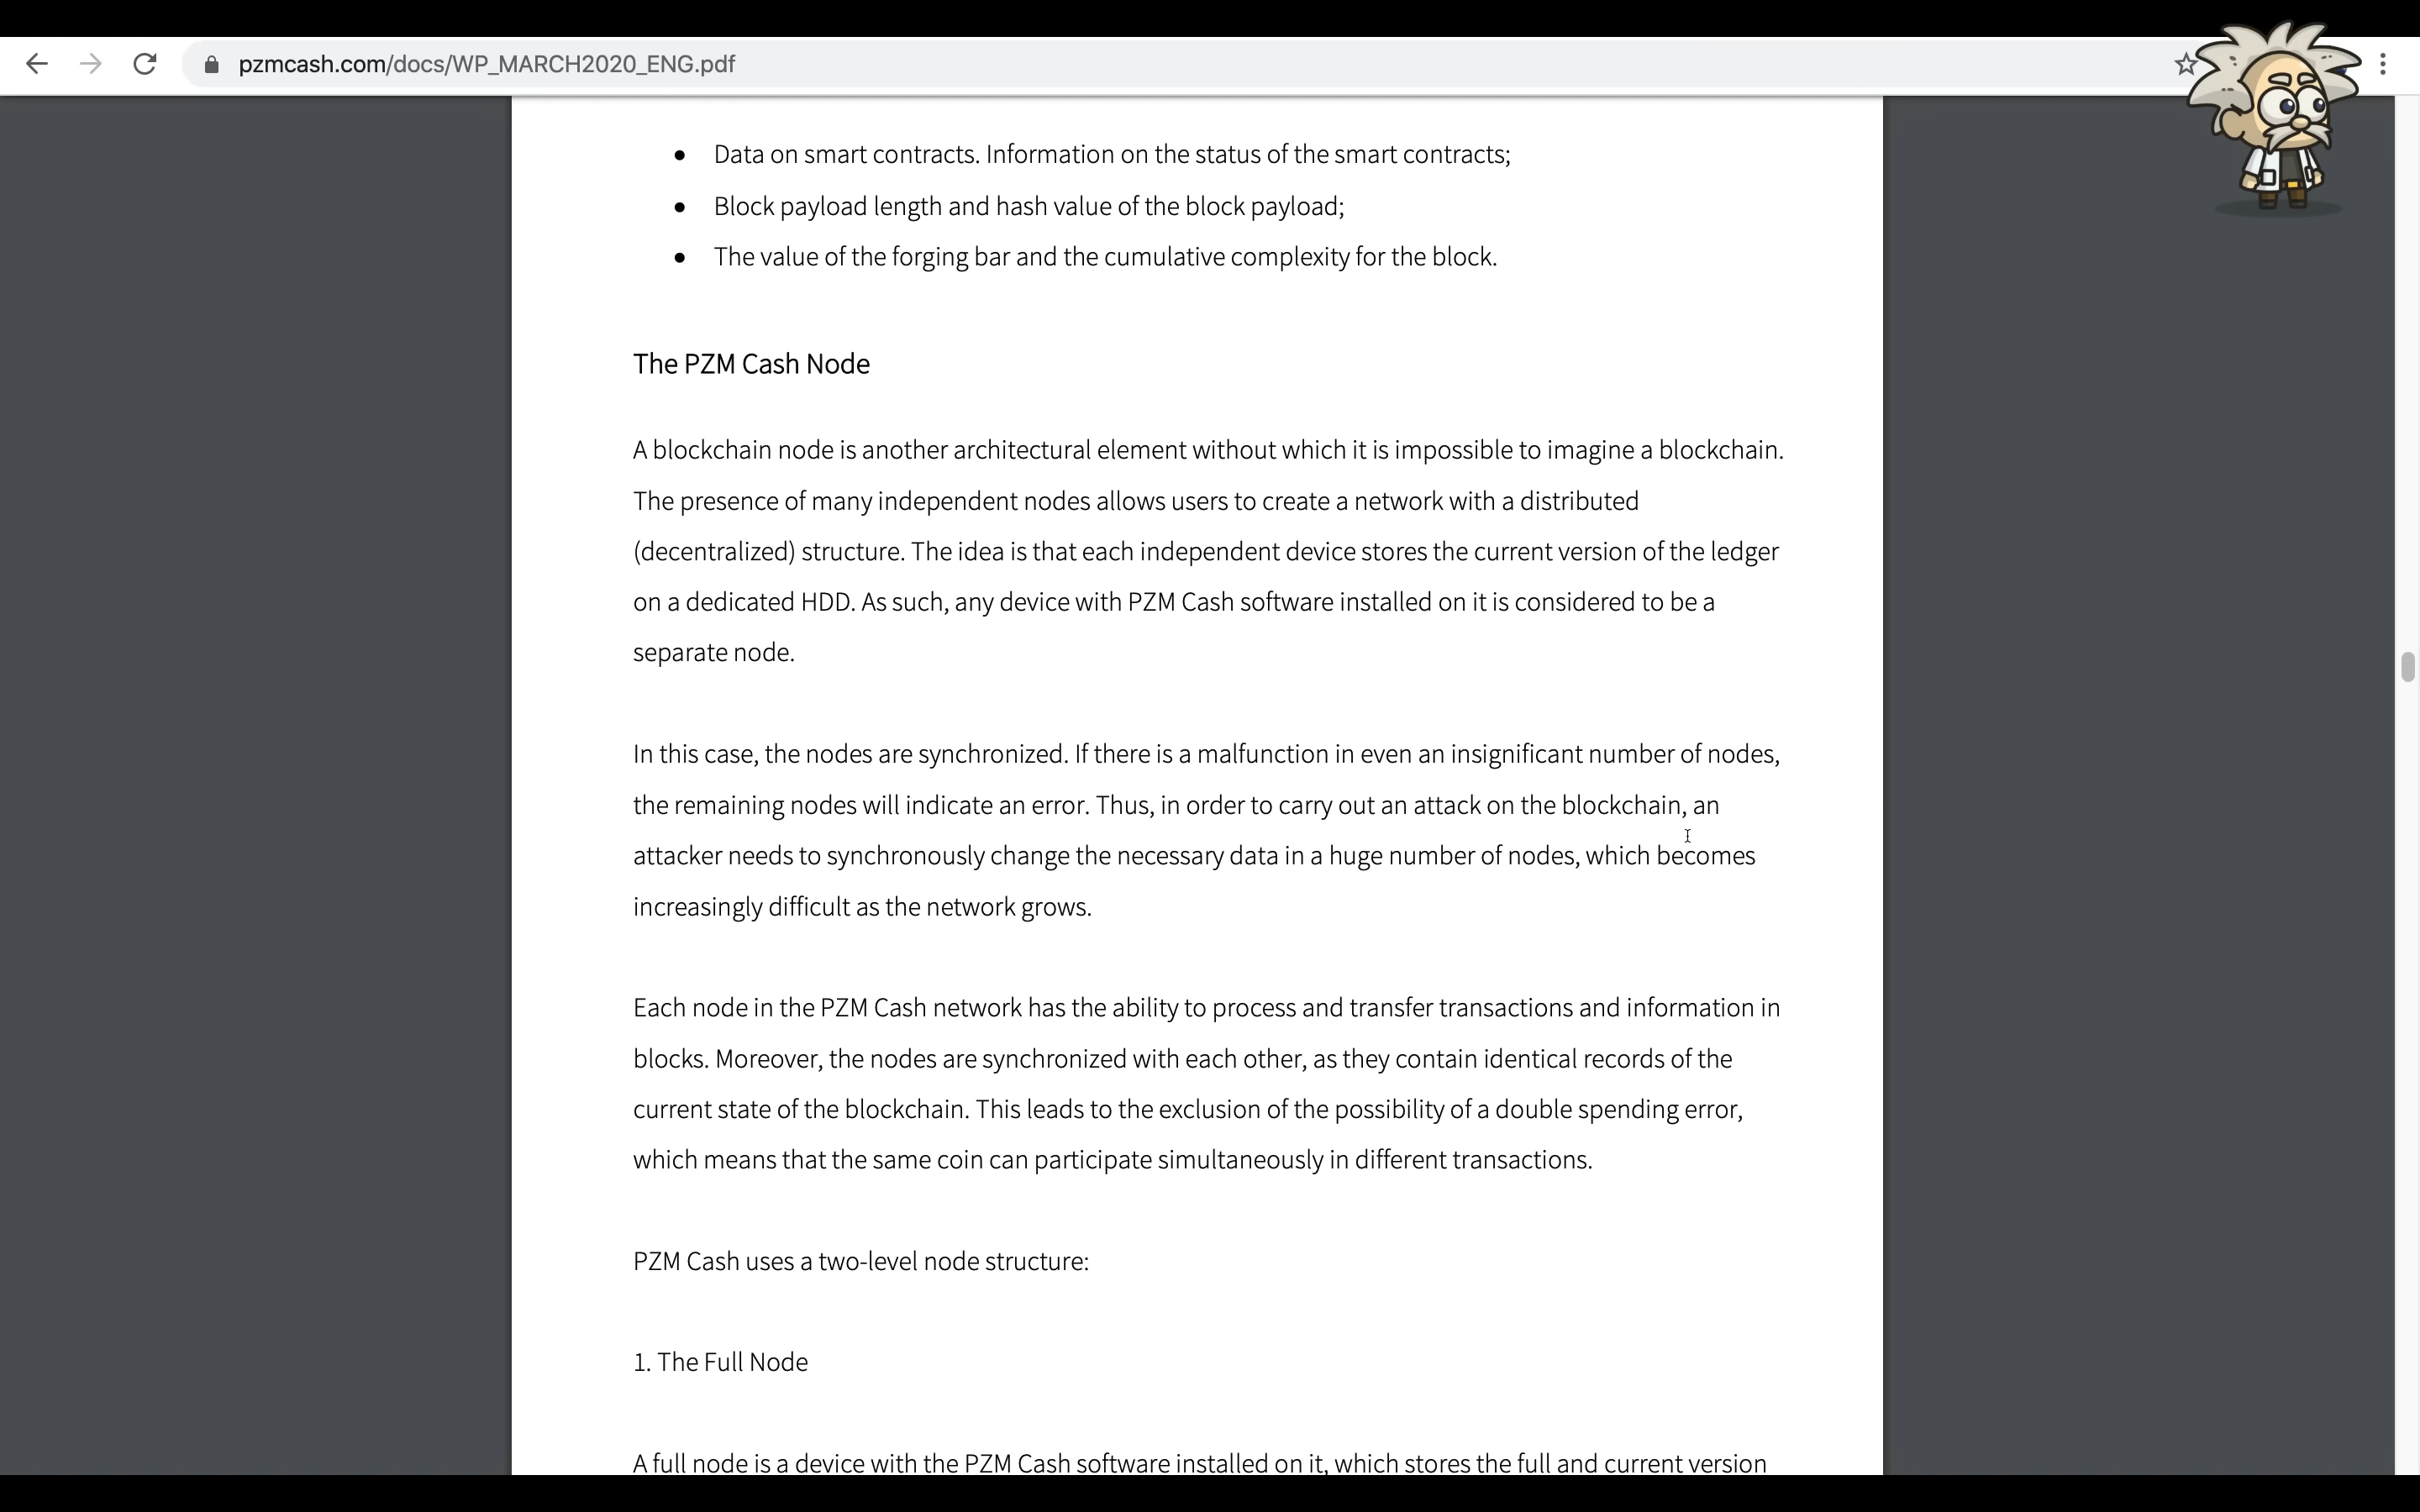 pzmcash.com/docs/WP_MARCH2020_ENG.pdf
• Data on smart contracts. Information on the status of the smart contracts;
• Block payload length and hash value of the block payload;
• The value of the forging bar and the cumulative complexity for the block.
The PZM Cash Node
A blockchain node is another architectural element without which it is impossible to imagine a blockchain.
The presence of many independent nodes allows users to create a network with a distributed
(decentralized) structure. The idea is that each independent device stores the current version of the ledger
on a dedicated HDD. As such, any device with PZM Cash software installed on it is considered to be a
separate node.
In this case, the nodes are synchronized. If there is a malfunction in even an insignificant number of nodes,
the remaining nodes will indicate an error. Thus, in order to carry out an attack on the blockchain, an
attacker needs to synchronously change the necessary data in a huge number of nodes, which becomes
increasingly difficult as the network grows.
Each node in the PZM Cash network has the ability to process and transfer transactions and information in
blocks. Moreover, the nodes are synchronized with each other, as they contain identical records of the
current state of the blockchain. This leads to the exclusion of the possibility of a double spending error,
which means that the same coin can participate simultaneously in different transactions.
PZM Cash uses a two-level node structure:
1. The Full Node
A full node is a device with the PZM Cash software installed on it, which stores the full and current version